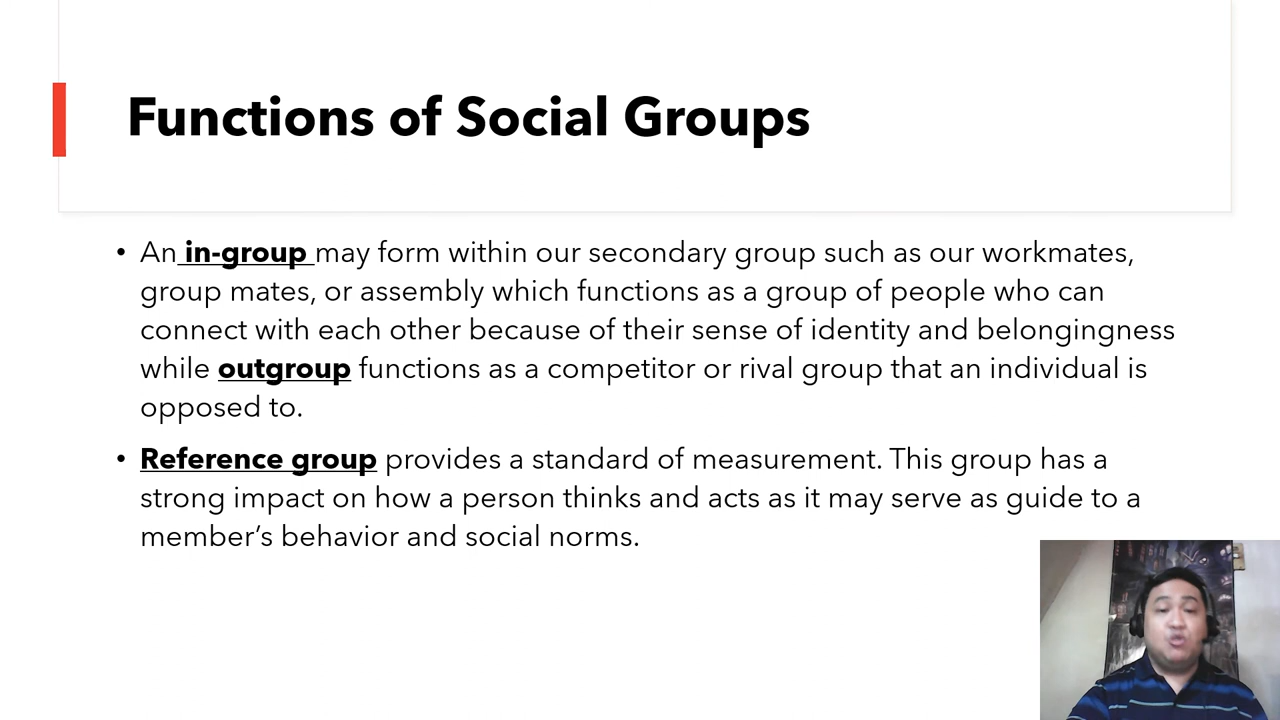 Functions of Social Groups
• An in-group may form within our secondary group such as our workmates,
group mates, or assembly which functions as a group of people who can
connect with each other because of their sense of identity and belongingness
while outgroup functions as a competitor or rival group that an individual is
opposed to.
• Reference group provides a standard of measurement. This group has a
strong impact on how a person thinks and acts as it may serve as guide to a
member’s behavior and social norms.